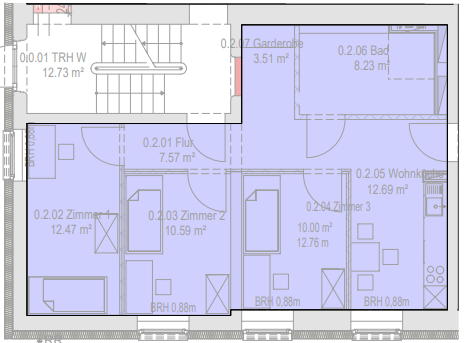 0.0.01 TRH W
12.73 m²
0.2.07 Garderobe
3.51 m²
0.2.06 Bad
8.23 m²
BRH 0,88m
0.2.01 Flur
7.57 m²
0.2.05 Wohnküche
12.69 m²
0.2.02 Zimmer 1
12.47 m²
0.2.03 Zimmer 2
10.59 m²
0.2.04 Zimmer 3
10.00 m²
12.76 m
BRH 0,88m
BRH 0,88m
BRH 0,88m